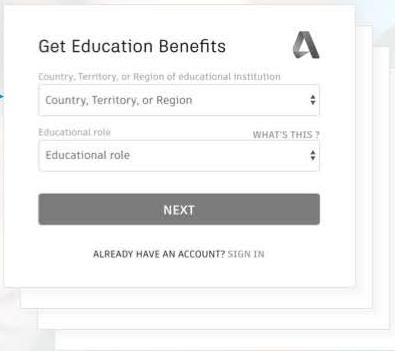 Get Education Benefits
Country, Territory, or Region of educational institution
Country, Territory, or Region
Educational role WHAT'S THIS ?
Educational role
NEXT
ALREADY HAVE AN ACCOUNT? SIGN IN